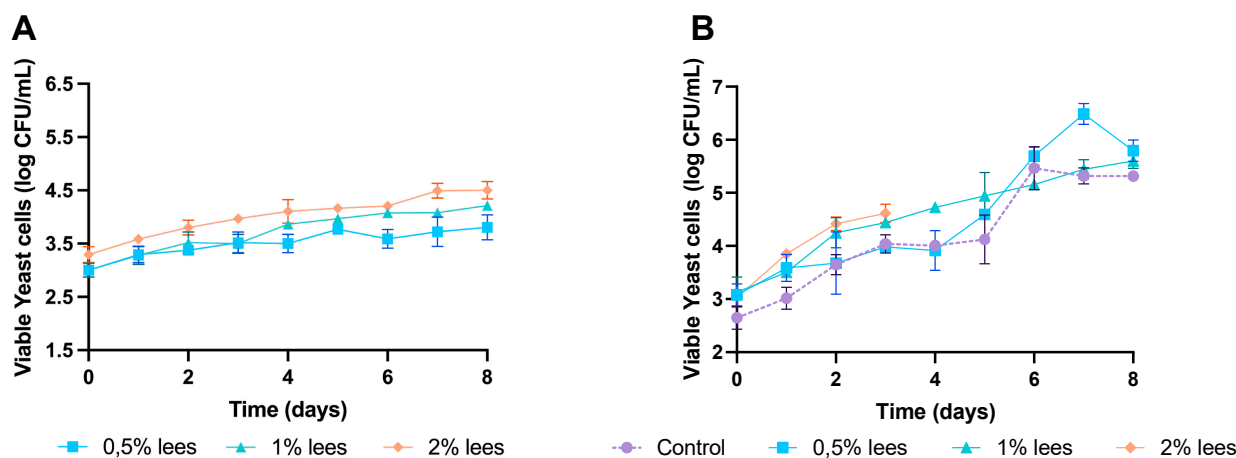 A
Viable Yeast cells (log CFU/mL)
6.5
5.5
4.5
3.5
2.5
1.5
0 2 4 6 8
Time (days)
0,5% lees 1% lees 2% lees
B
Viable Yeast cells (log CFU/mL)
7
6
5
4
3
2
0 2 4 6 8
Time (days)
Control 0,5% lees 1% lees 2% lees